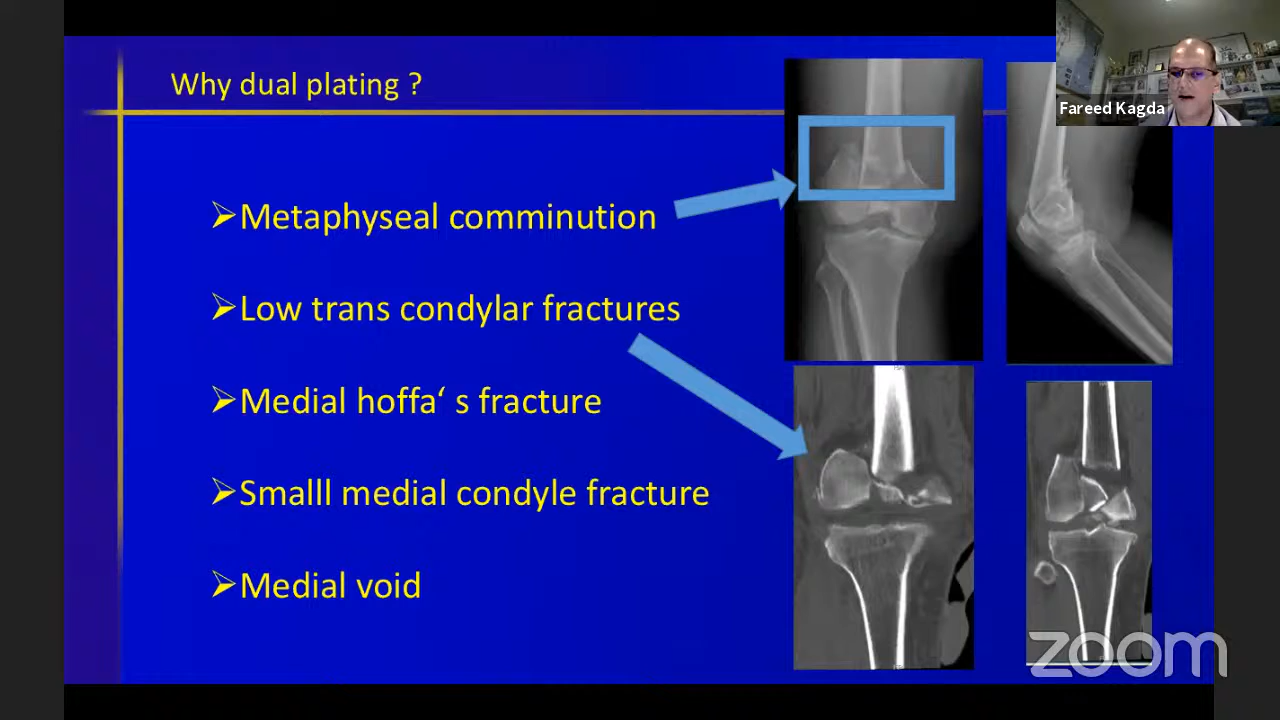 Why dual plating ?
Fareed Kagda
➢Metaphyseal comminution
➢Low trans condylar fractures
➢Medial hoffa‘ s fracture
➢Smalll medial condyle fracture
➢Medial void
zoom